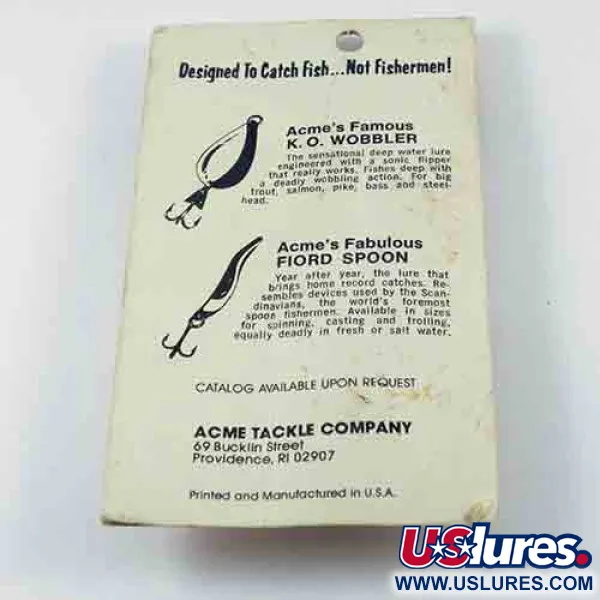 Designed To Catch Fish...Not Fishermen!
Acme's Famous
K. O. WOBBLER
The sensational deep water lure
engineered with a sonic flipper
that really works. Fishes deep with
a deadly wobbling action. For big
trout, salmon, pike, bass and steel-
head.
Acme's Fabulous
FIORD SPOON
Year after year, the lure that
brings home record catches. Re-
sembles devices used by the Scan-
dinavians, the world's foremost
spoon fishermen. Available in sizes
for spinning, casting and trolling,
equally deadly in fresh or salt water.
CATALOG AVAILABLE UPON REQUEST
ACME TACKLE COMPANY
69 Bucklin Street
Providence, RI 02907
Printed and Manufactured in U.S.A.
USlures.
WWW.USLURES.COM